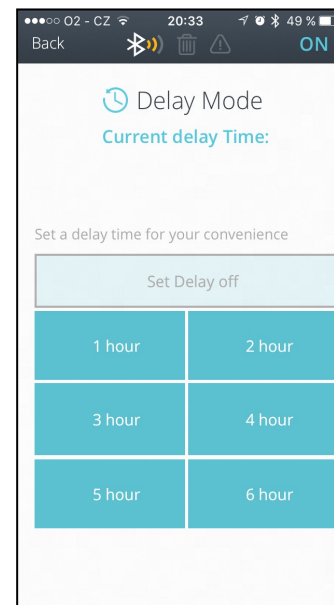 ●●●○○ O2 - CZ 20:33 49 %
Back ON
Delay Mode
Current delay Time:
Set a delay time for your convenience
Set Delay off
1 hour 2 hour
3 hour 4 hour
5 hour 6 hour